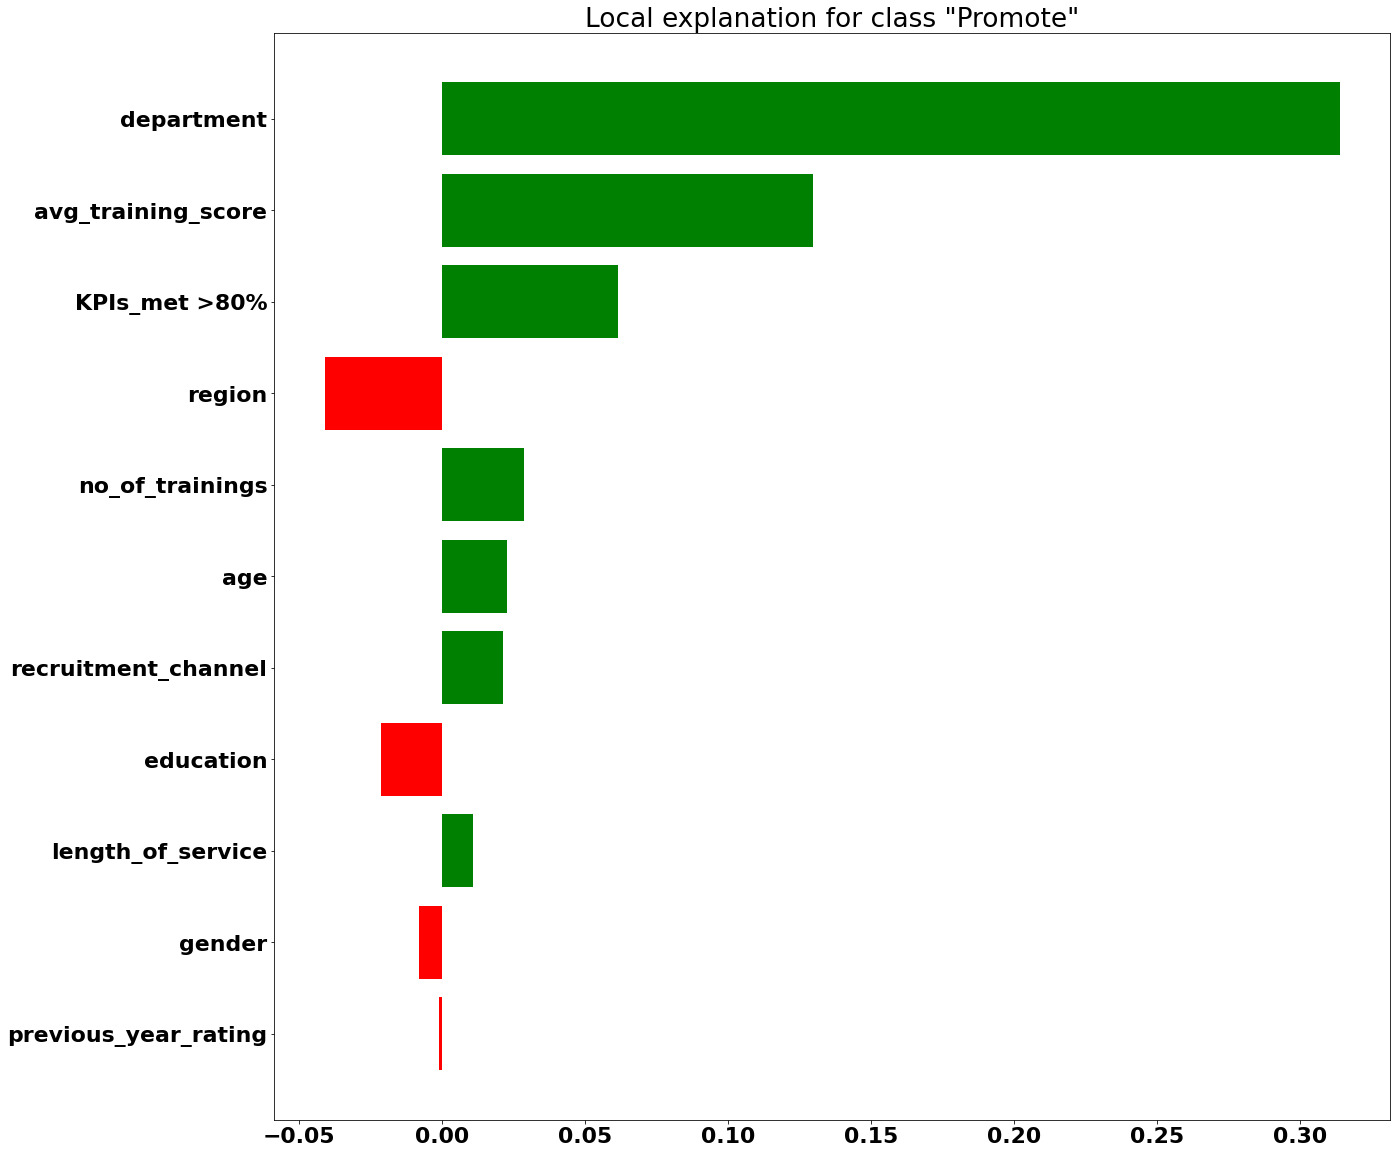 Local explanation for class "Promote"
department
avg_training_score
KPIs_met >80%
region
no_of_trainings
age
recruitment_channel
education
length_of_service
gender
previous_year_rating
−0.05 0.00 0.05 0.10 0.15 0.20 0.25 0.30